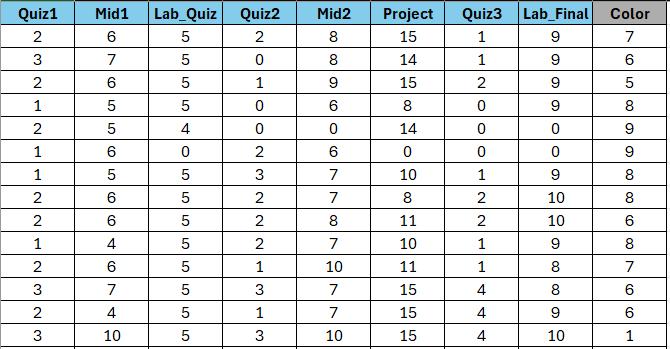 Quiz1 Mid1 Lab_Quiz Quiz2 Mid2 Project Quiz3 Lab_Final Color
2 6 5 2 8 15 1 9 7
3 7 5 0 8 14 1 9 6
2 6 5 1 9 15 2 9 5
1 5 5 0 6 8 0 9 8
2 5 4 0 0 14 0 0 9
1 6 0 2 6 0 0 0 9
1 5 5 3 7 10 1 9 8
2 6 5 2 7 8 2 10 8
2 6 5 2 8 11 2 10 6
1 4 5 2 7 10 1 9 8
2 6 5 1 10 11 1 8 7
3 7 5 3 7 15 4 8 6
2 4 5 1 7 15 4 9 6
3 10 5 3 10 15 4 10 1